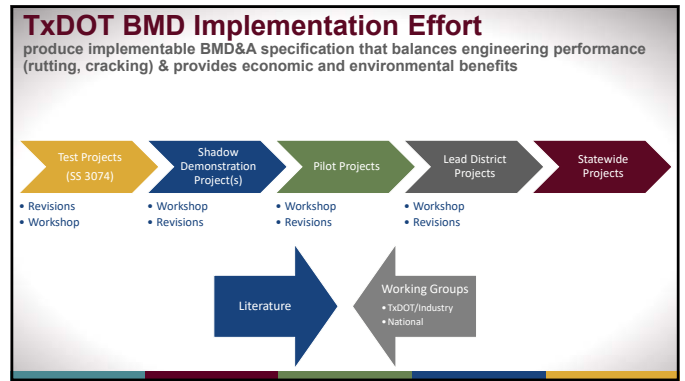 TxDOT BMD Implementation Effort
produce implementable BMD&A specification that balances engineering performance
(rutting, cracking) & provides economic and environmental benefits
Test Projects
(SS 3074)
Shadow
Demonstration
Project(s)
Pilot Projects
Lead District
Projects
Statewide
Projects
• Revisions
• Workshop
• Workshop
• Revisions
• Workshop
• Revisions
• Workshop
• Revisions
Literature
Working Groups
•TxDOT/Industry
•National